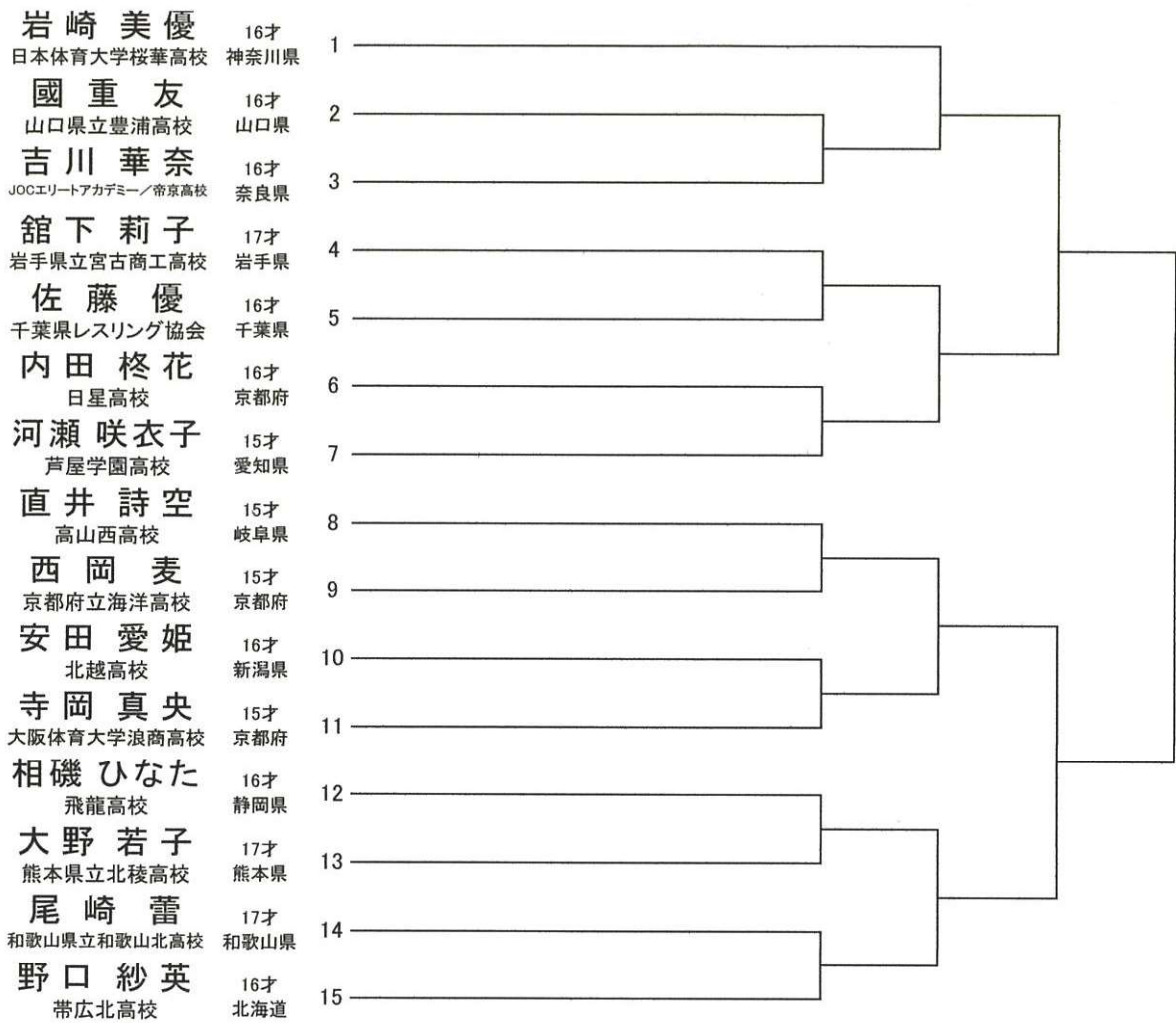 岩崎 美優 16才
日本体育大学桜華高校 神奈川県 1
國重 友 16才
山口県立豊浦高校 山口県 2
吉川 華奈 16才
JOCエリートアカデミー／帝京高校 奈良県 3
舘下 莉子 17才
岩手県立宮古商工高校 岩手県 4
佐藤 優 16才
千葉県レスリング協会 千葉県 5
内田 柊花 16才
日星高校 京都府 6
河瀬 咲衣子 15才
芦屋学園高校 愛知県 7
直井 詩空 15才
高山西高校 岐阜県 8
西岡 麦 15才
京都府立海洋高校 京都府 9
安田 愛姫 16才
北越高校 新潟県 10
寺岡 真央 15才
大阪体育大学浪商高校 京都府 11
相磯 ひなた 16才
飛龍高校 静岡県 12
大野 若子 17才
熊本県立北稜高校 熊本県 13
尾崎 蕾 17才
和歌山県立和歌山北高校 和歌山県 14
野口 紗英 16才
帯広北高校 北海道 15